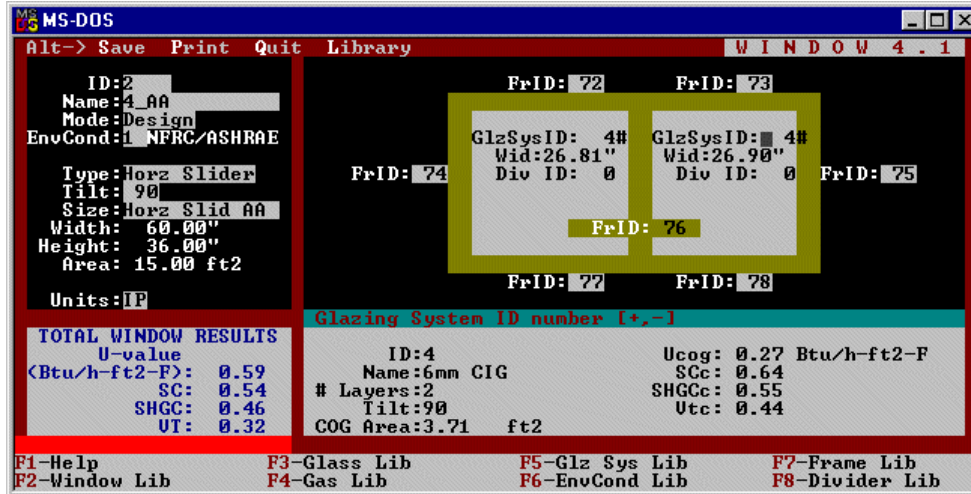 MS-DOS
Alt-> Save Print Quit Library WINDOW 4.1
ID:2
Name:4_AA
Mode:Design
EnvCond:1 NFRC/ASHRAE
Type:Horz Slider
Tilt: 90
Size:Horz Slid AA
Width: 60.00"
Height: 36.00"
Area: 15.00 ft2
Units:IP
FrID: 72 FrID: 73
GlzSysID: 4# GlzSysID: 4#
Wid:26.81" Wid:26.90"
FrID: 74 Div ID: 0 Div ID: 0 FrID: 75
FrID: 76
FrID: 77 FrID: 78
Glazing System ID number [+,-]
TOTAL WINDOW RESULTS
U-value
(Btu/h-ft2-F): 0.59
SC: 0.54
SHGC: 0.46
VT: 0.32
ID:4 Ucog: 0.27 Btu/h-ft2-F
Name:6mm CIG SCc: 0.64
# Layers:2 SHGCc: 0.55
Tilt:90 Vtc: 0.44
COG Area:3.71 ft2
F1-Help F3-Glass Lib F5-Glz Sys Lib F7-Frame Lib
F2-Window Lib F4-Gas Lib F6-EnvCond Lib F8-Divider Lib